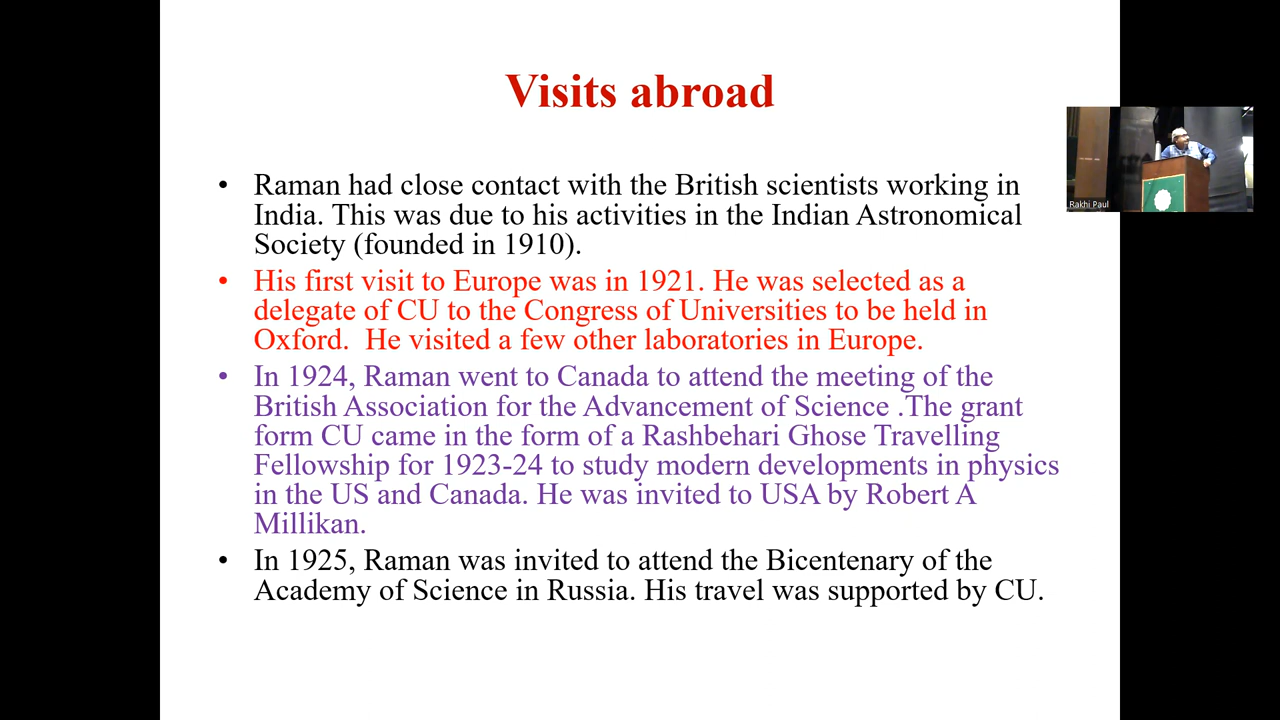 Visits abroad
• Raman had close contact with the British scientists working in
India. This was due to his activities in the Indian Astronomical
Society (founded in 1910).
• His first visit to Europe was in 1921. He was selected as a
delegate of CU to the Congress of Universities to be held in
Oxford.  He visited a few other laboratories in Europe.
• In 1924, Raman went to Canada to attend the meeting of the
British Association for the Advancement of Science .The grant
form CU came in the form of a Rashbehari Ghose Travelling
Fellowship for 1923-24 to study modern developments in physics
in the US and Canada. He was invited to USA by Robert A
Millikan.
• In 1925, Raman was invited to attend the Bicentenary of the
Academy of Science in Russia. His travel was supported by CU.
Rakhi Paul